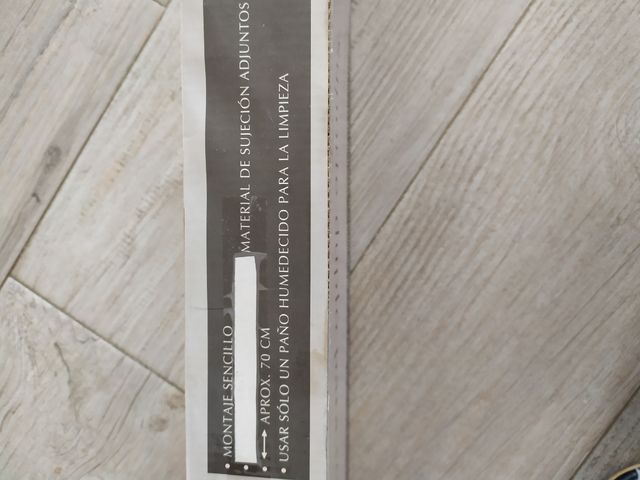 • MONTAJE SENCILLO
• MATERIAL DE SUJECIÓN ADJUNTOS
• ↔ APROX. 70 CM
• USAR SÓLO UN PAÑO HUMEDECIDO PARA LA LIMPIEZA